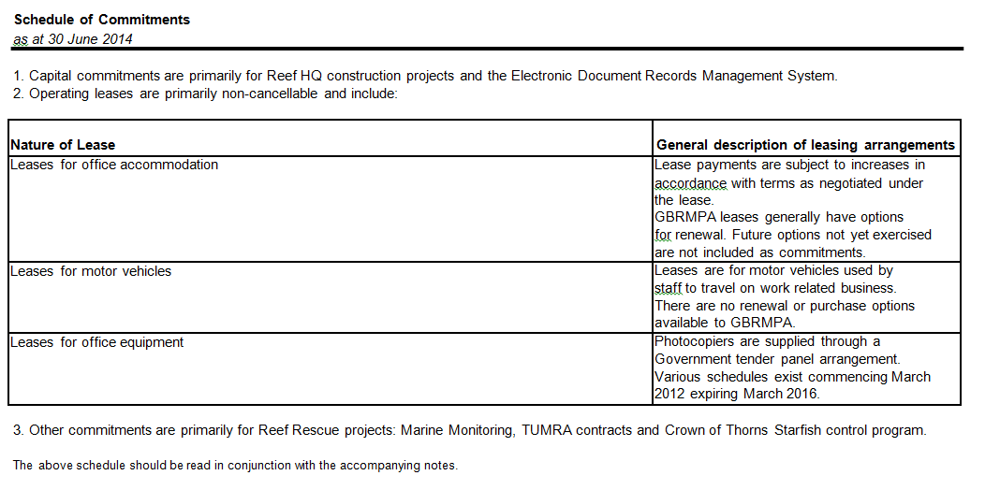 Schedule of Commitments
as at 30 June 2014
1. Capital commitments are primarily for Reef HQ construction projects and the Electronic Document Records Management System.
2. Operating leases are primarily non-cancellable and include:
Nature of Lease
General description of leasing arrangements
Leases for office accommodation
Lease payments are subject to increases in
accordance with terms as negotiated under
the lease.
GBRMPA leases generally have options
for renewal. Future options not yet exercised
are not included as commitments.
Leases for motor vehicles
Leases are for motor vehicles used by
staff to travel on work related business.
There are no renewal or purchase options
available to GBRMPA.
Leases for office equipment
Photocopiers are supplied through a
Government tender panel arrangement.
Various schedules exist commencing March
2012 expiring March 2016.
3. Other commitments are primarily for Reef Rescue projects: Marine Monitoring, TUMRA contracts and Crown of Thorns Starfish control program.
The above schedule should be read in conjunction with the accompanying notes.